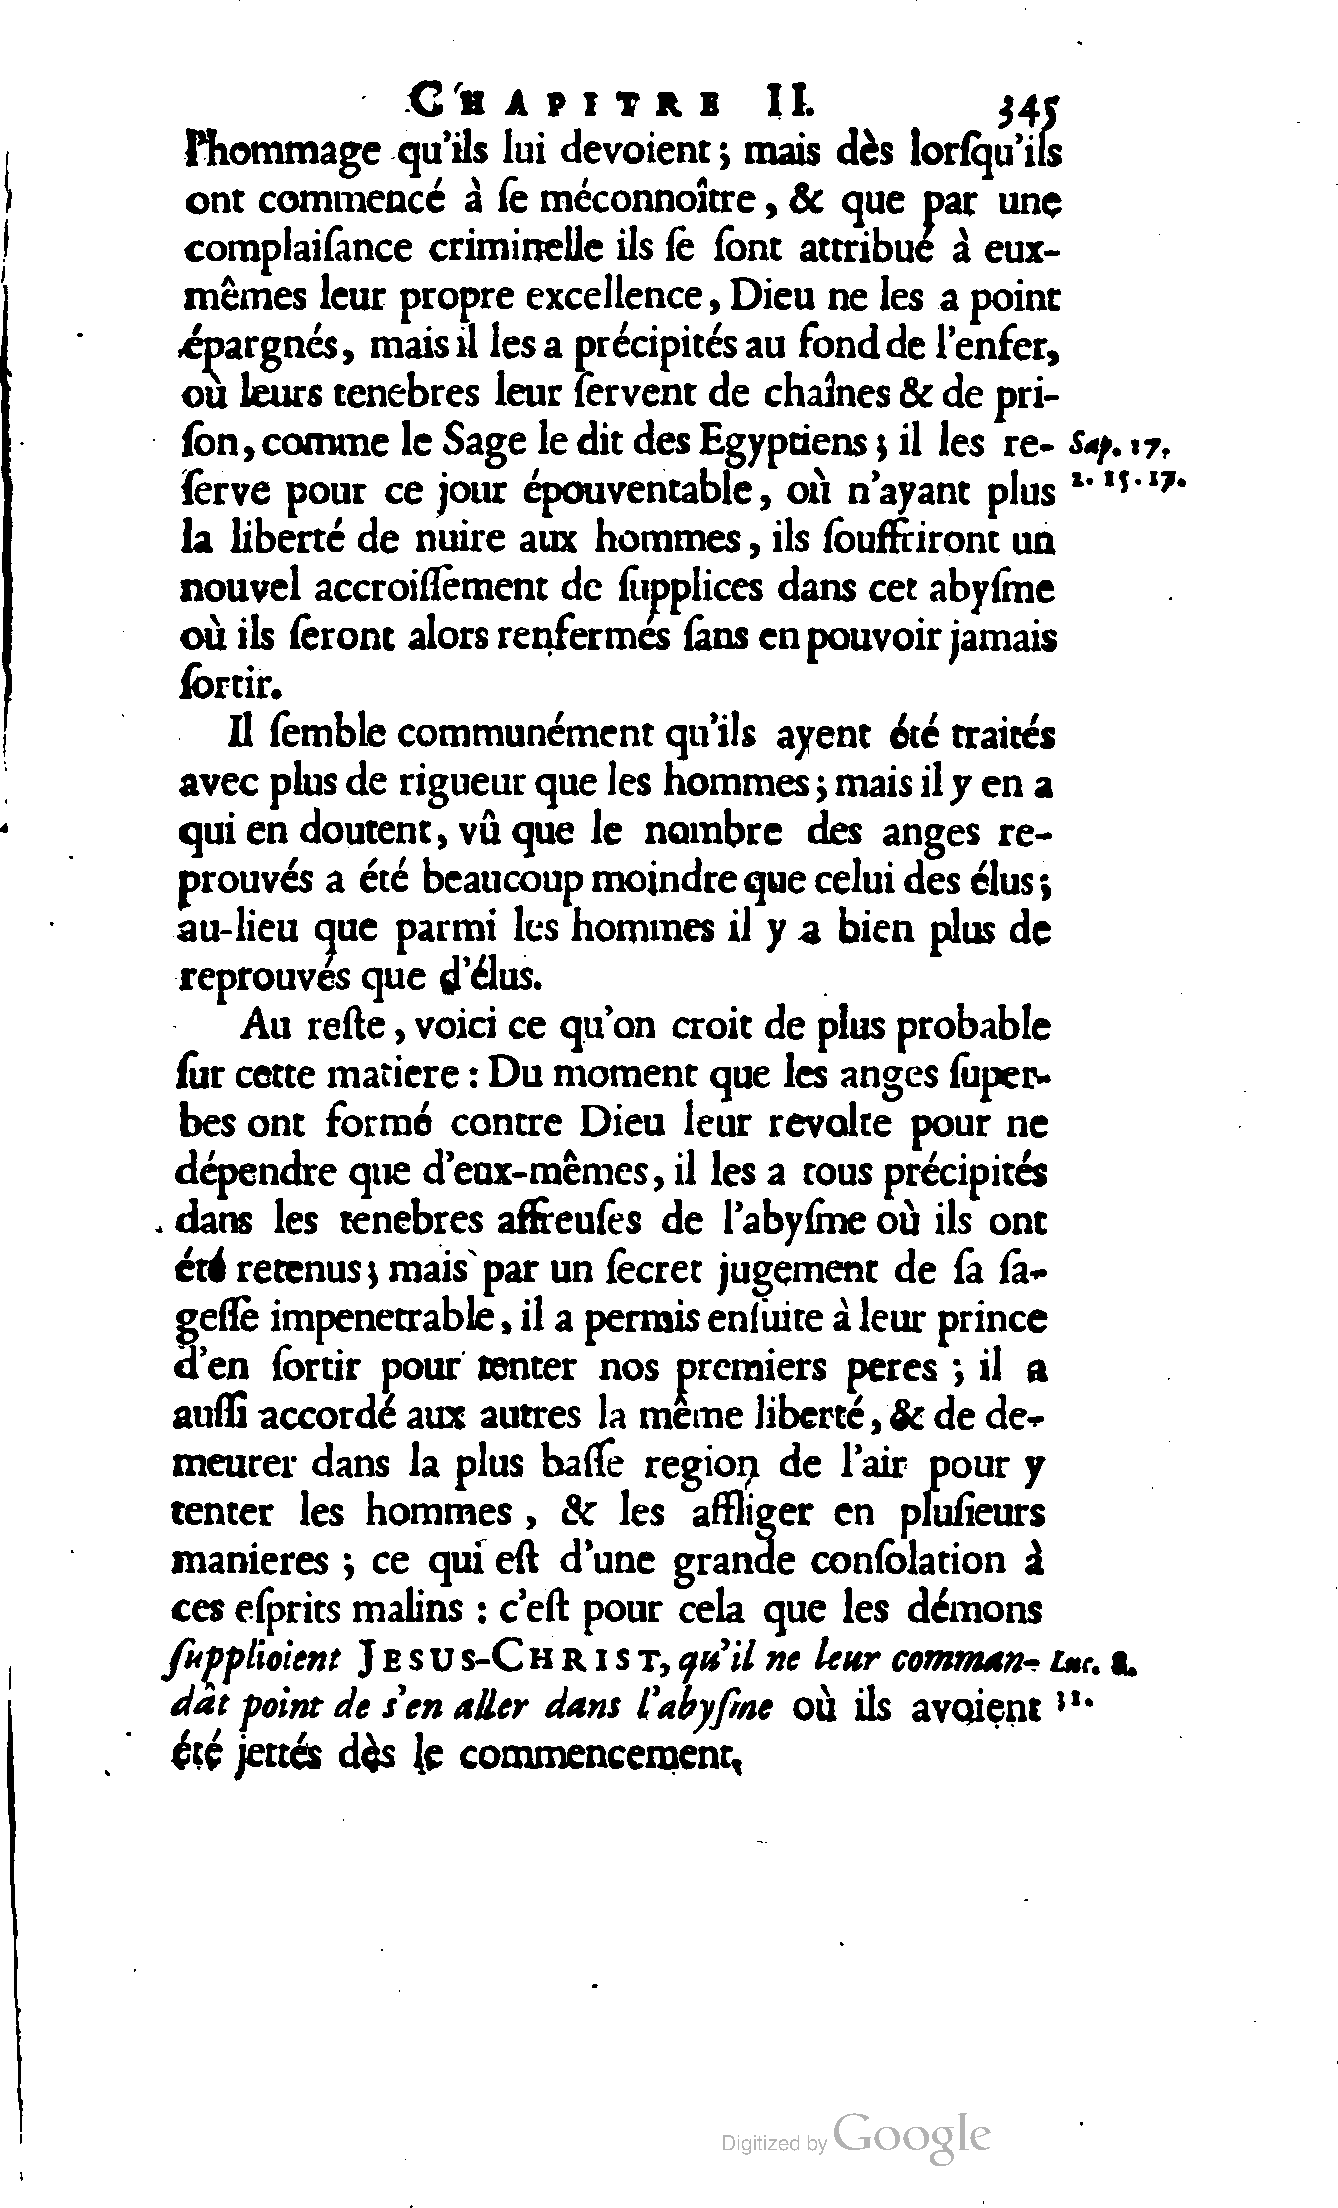 CHAPITRE II. 345
l'hommage qu'ils lui devoient ; mais dès lorſqu'ils
ont commencé à ſe méconnoître, & que par une
complaiſance criminelle ils ſe ſont attribué à eux-
mêmes leur propre excellence, Dieu ne les a point
épargnés, mais il les a précipités au fond de l'enfer,
où leurs tenebres leur ſervent de chaînes & de pri-
ſon, comme le Sage le dit des Egyptiens ; il les re- Sap. 17.
ſerve pour ce jour épouventable, où n'ayant plus 2. 15. 17.
la liberté de nuire aux hommes, ils ſouffriront un
nouvel accroiſſement de ſupplices dans cet abyſme
où ils ſeront alors renfermés ſans en pouvoir jamais
ſortir.
Il ſemble communément qu'ils ayent été traités
avec plus de rigueur que les hommes ; mais il y en a
qui en doutent, vû que le nombre des anges re-
prouvés a été beaucoup moindre que celui des élus ;
au-lieu que parmi les hommes il y a bien plus de
reprouvés que d'élus.
Au reſte, voici ce qu'on croit de plus probable
ſur cette matiere : Du moment que les anges ſuper-
bes ont formé contre Dieu leur revolte pour ne
dépendre que d'eux-mêmes, il les a tous précipités
dans les tenebres affreuſes de l'abyſme où ils ont
été retenus ; mais par un ſecret jugement de ſa ſa-
geſſe impenetrable, il a permis enſuite à leur prince
d'en ſortir pour tenter nos premiers peres ; il a
auſſi accordé aux autres la même liberté, & de de-
meurer dans la plus baſſe region de l'air pour y
tenter les hommes, & les affliger en pluſieurs
manieres ; ce qui eſt d'une grande conſolation à
ces eſprits malins : c'eſt pour cela que les démons
ſupplioient JESUS-CHRIST, qu'il ne leur comman- Luc. 8.
dât point de s'en aller dans l'abyſme où ils avoient 31.
été jettés dès le commencement.
Digitized by Google